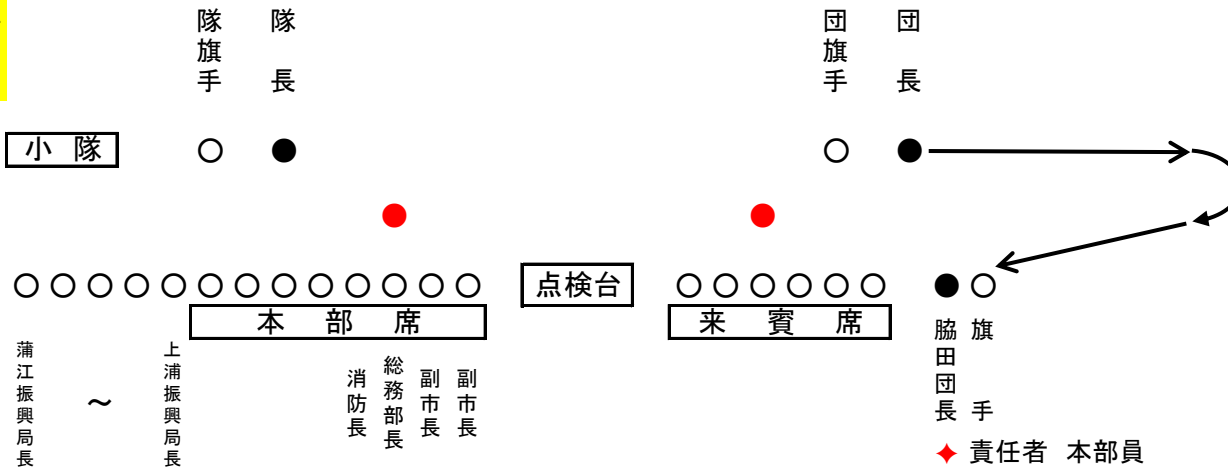 隊旗手
隊長
団旗手
団長
小隊
点検台
本部席
来賓席
蒲江振興局長
～
上浦振興局長
消防長
総務部長
副市長
副市長
脇田団長
旗手
責任者 本部員